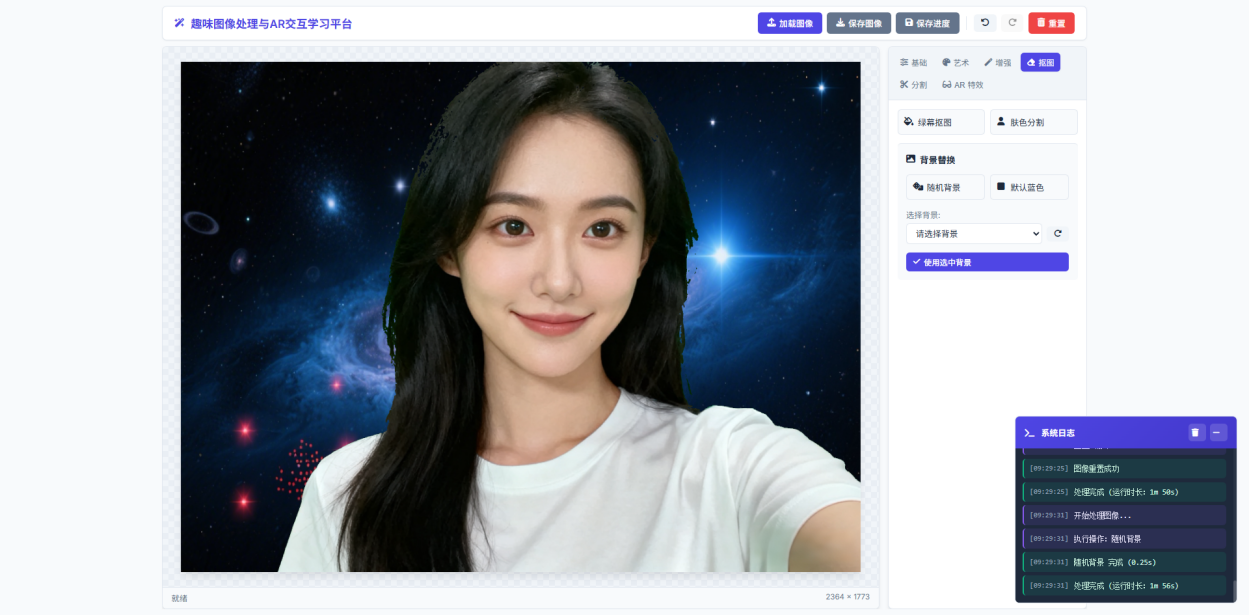 趣味图像处理与AR交互学习平台
加载图像
保存图像
保存进度
重置
基础
艺术
增强
抠图
分割
AR 特效
绿幕抠图
肤色分割
背景替换
随机背景
默认蓝色
选择背景:
请选择背景
使用选中背景
系统日志
[09:29:25] 图像重置成功
[09:29:25] 处理完成 (运行时长: 1m 50s)
[09:29:31] 开始处理图像...
[09:29:31] 执行操作: 随机背景
[09:29:31] 随机背景 完成 (0.25s)
[09:29:31] 处理完成 (运行时长: 1m 56s)
就绪
2364 × 1773